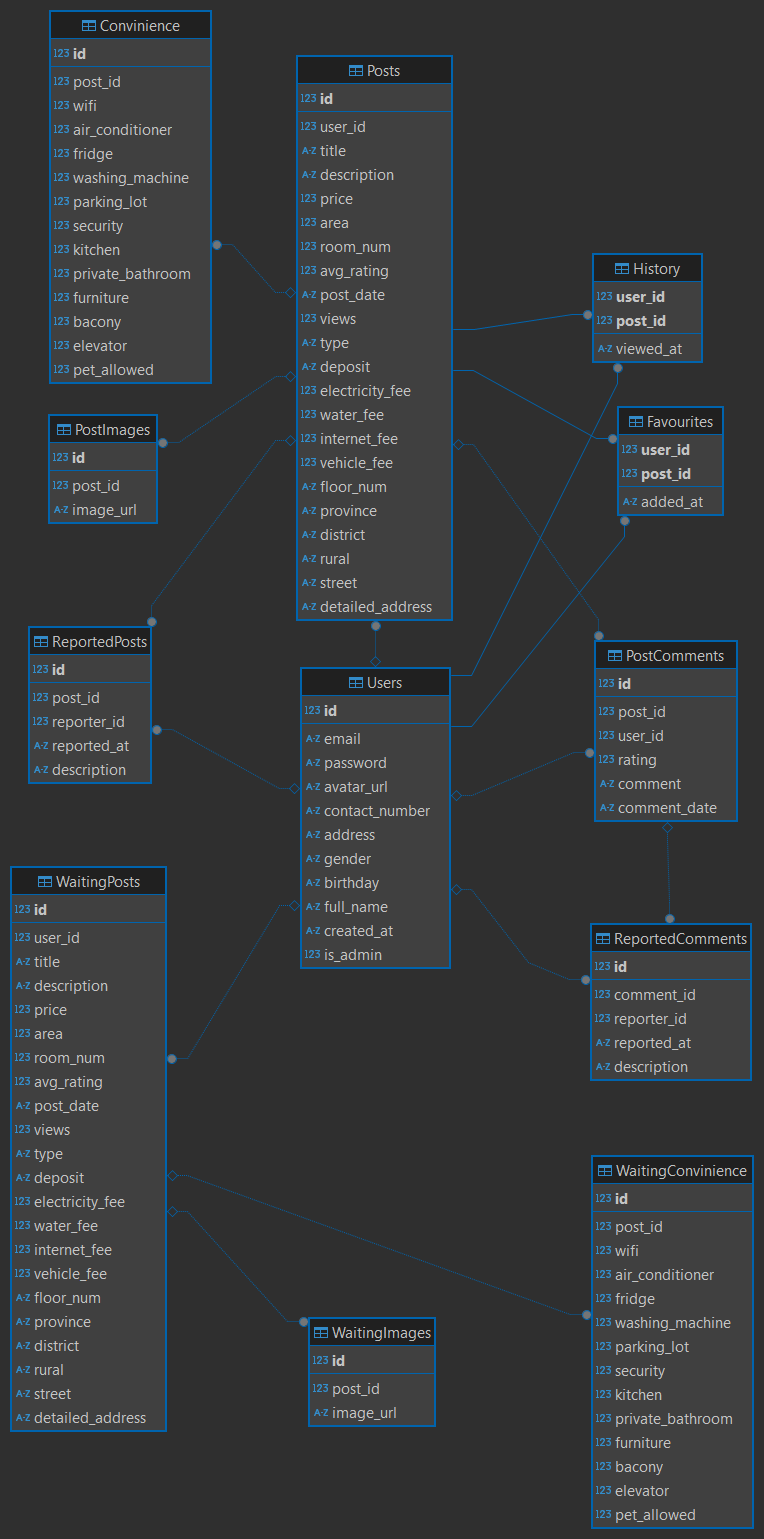 Convinience
123 id
123 post_id
123 wifi
123 air_conditioner
123 fridge
123 washing_machine
123 parking_lot
123 security
123 kitchen
123 private_bathroom
123 furniture
123 bacony
123 elevator
123 pet_allowed
Posts
123 id
123 user_id
A-Z title
A-Z description
123 price
123 area
123 room_num
123 avg_rating
A-Z post_date
123 views
123 type
A-Z deposit
123 electricity_fee
123 water_fee
123 internet_fee
123 vehicle_fee
A-Z floor_num
A-Z province
A-Z district
A-Z rural
A-Z street
A-Z detailed_address
History
123 user_id
123 post_id
A-Z viewed_at
PostImages
123 id
123 post_id
A-Z image_url
Favourites
123 user_id
123 post_id
A-Z added_at
ReportedPosts
123 id
123 post_id
123 reporter_id
A-Z reported_at
A-Z description
Users
123 id
A-Z email
A-Z password
A-Z avatar_url
A-Z contact_number
A-Z address
A-Z gender
A-Z birthday
A-Z full_name
A-Z created_at
123 is_admin
PostComments
123 id
123 post_id
123 user_id
123 rating
A-Z comment
A-Z comment_date
WaitingPosts
123 id
123 user_id
A-Z title
A-Z description
123 price
123 area
123 room_num
123 avg_rating
A-Z post_date
123 views
123 type
A-Z deposit
123 electricity_fee
123 water_fee
123 internet_fee
123 vehicle_fee
A-Z floor_num
A-Z province
A-Z district
A-Z rural
A-Z street
A-Z detailed_address
ReportedComments
123 id
123 comment_id
123 reporter_id
A-Z reported_at
A-Z description
WaitingImages
123 id
123 post_id
A-Z image_url
WaitingConvinience
123 id
123 post_id
123 wifi
123 air_conditioner
123 fridge
123 washing_machine
123 parking_lot
123 security
123 kitchen
123 private_bathroom
123 furniture
123 bacony
123 elevator
123 pet_allowed